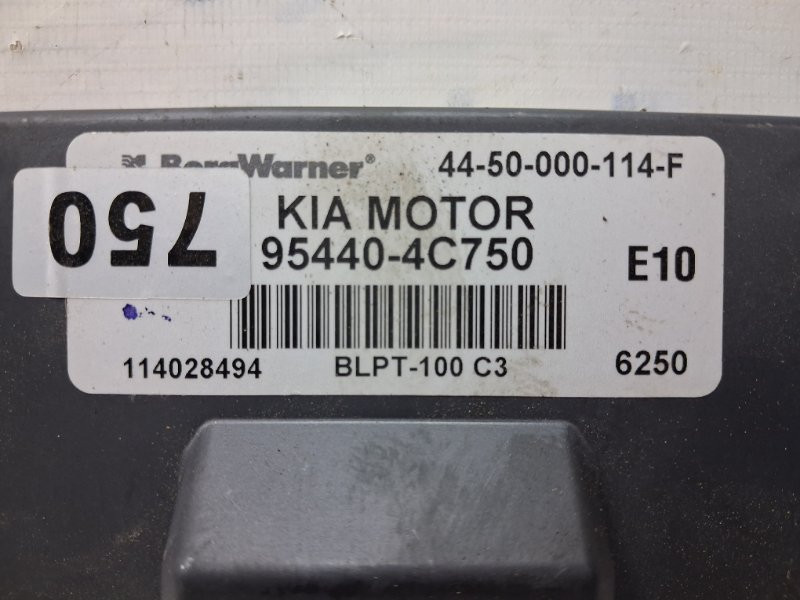 BorgWarner® 44-50-000-114-F
KIA MOTOR
95440-4C750
E10
750
114028494 BLPT-100 C3 6250